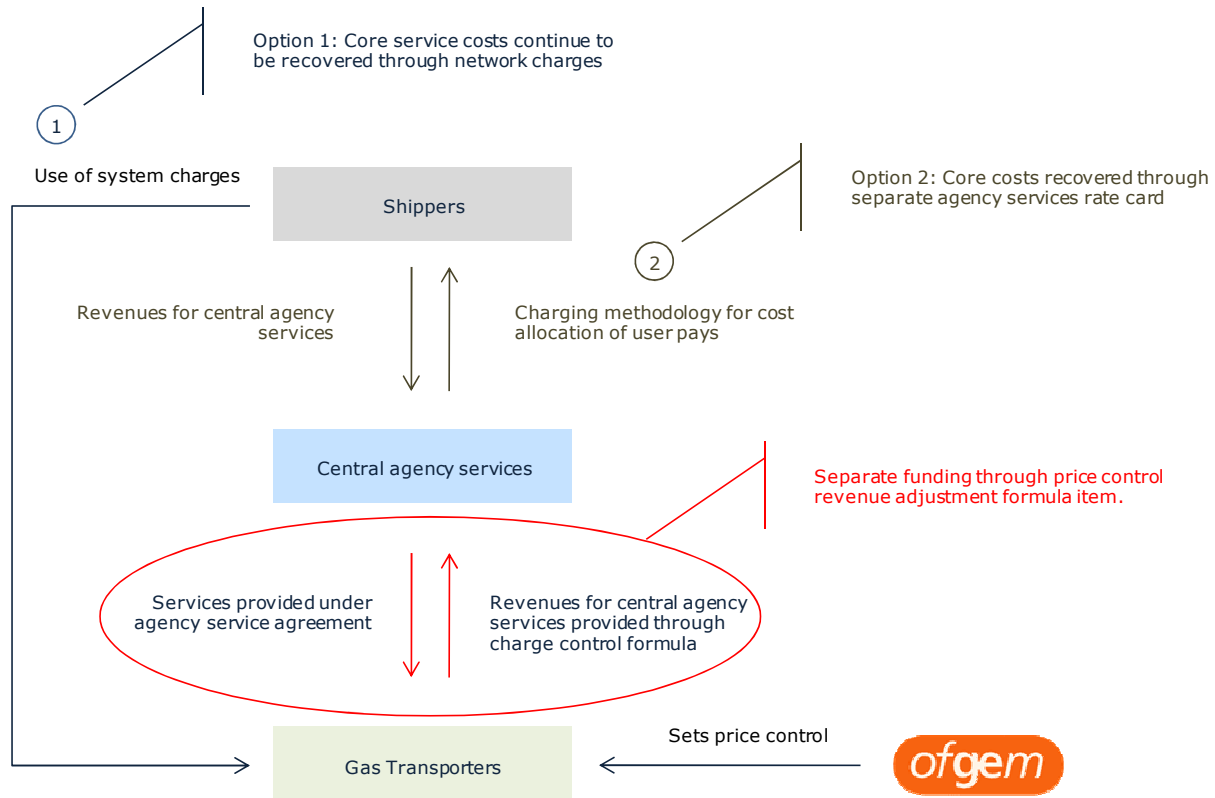 Option 1: Core service costs continue to
be recovered through network charges
1
Use of system charges
Shippers
Option 2: Core costs recovered through
separate agency services rate card
2
Revenues for central agency
services
Charging methodology for cost
allocation of user pays
Central agency services
Separate funding through price control
revenue adjustment formula item.
Services provided under
agency service agreement
Revenues for central agency
services provided through
charge control formula
Gas Transporters
Sets price control
ofgem